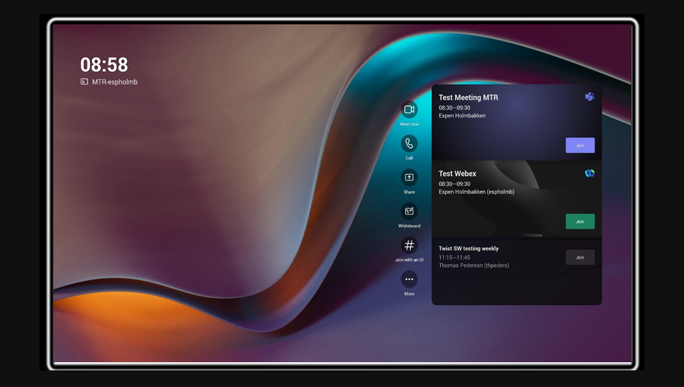 08:58
MTR-espholmb
Meet now
Call
Share
Whiteboard
Join with an ID
More
Test Meeting MTR
08:30–09:30
Espen Holmbakken
Join
Test Webex
08:30–09:30
Espen Holmbakken (espholmb)
Join
Twist SW testing weekly
11:15–11:45
Thomas Pedersen (thpeders)
Join